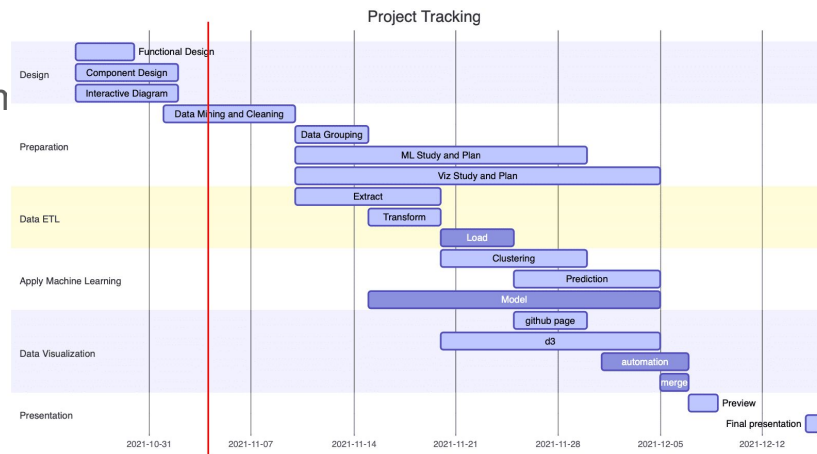 Project Tracking
n
Design
Functional Design
Component Design
Interactive Diagram
Preparation
Data Mining and Cleaning
Data Grouping
ML Study and Plan
Viz Study and Plan
Data ETL
Extract
Transform
Load
Apply Machine Learning
Clustering
Prediction
Model
Data Visualization
github page
d3
automation
merge
Presentation
Preview
Final presentation
2021-10-31 2021-11-07 2021-11-14 2021-11-21 2021-11-28 2021-12-05 2021-12-12